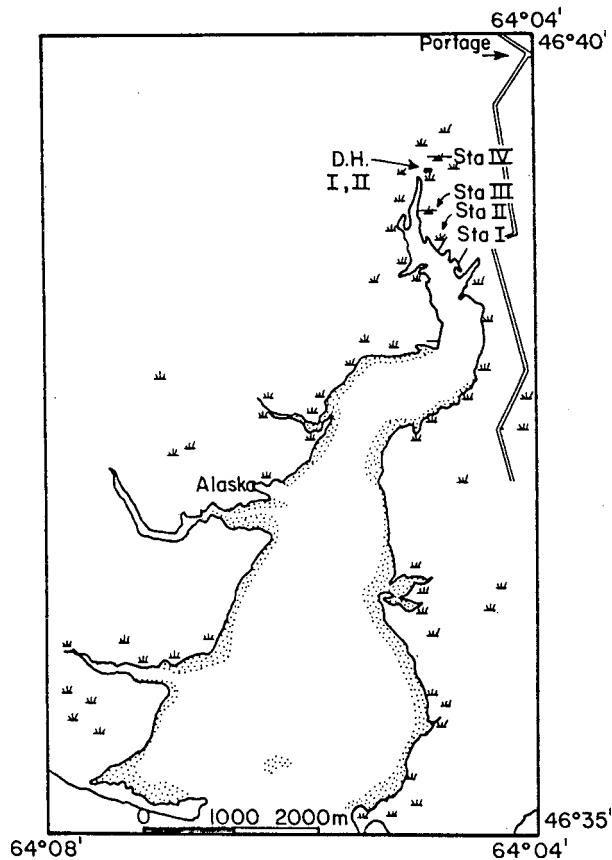 64°04'
Portage
46°40'
D.H.
I, II
Sta IV
Sta III
Sta II
Sta I
Alaska
0 1000 2000m
46°35'
64°08'
64°04'